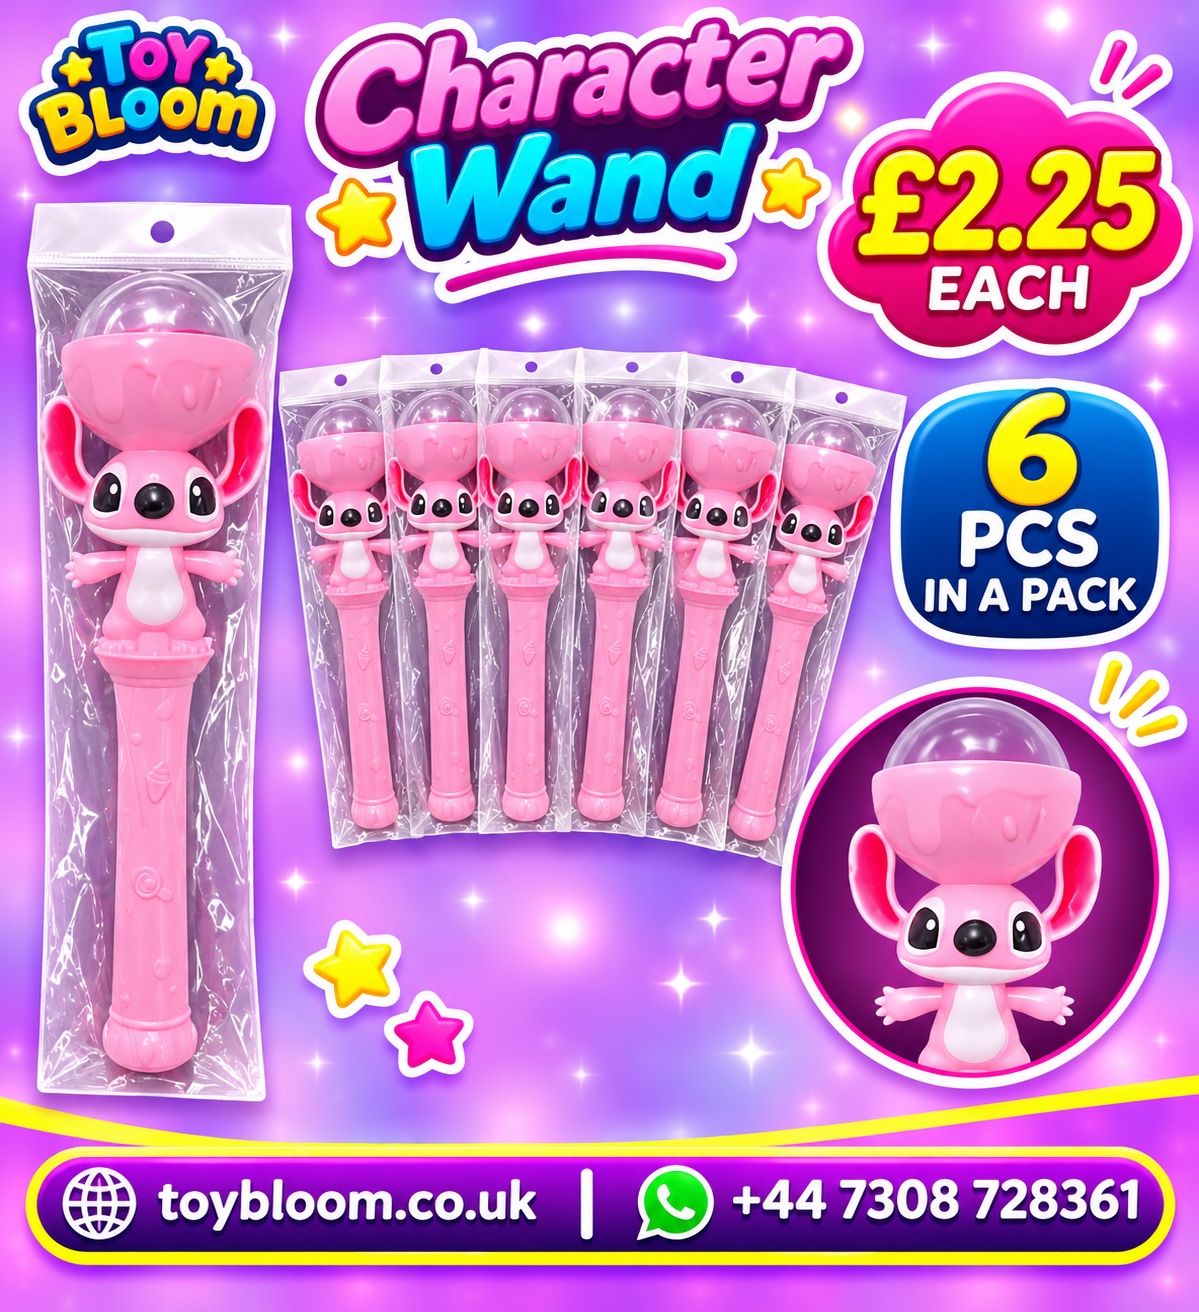 TOY
BLOOM
Character
Wand
£2.25
EACH
6
PCS
IN A PACK
toybloom.co.uk | +44 7308 728361